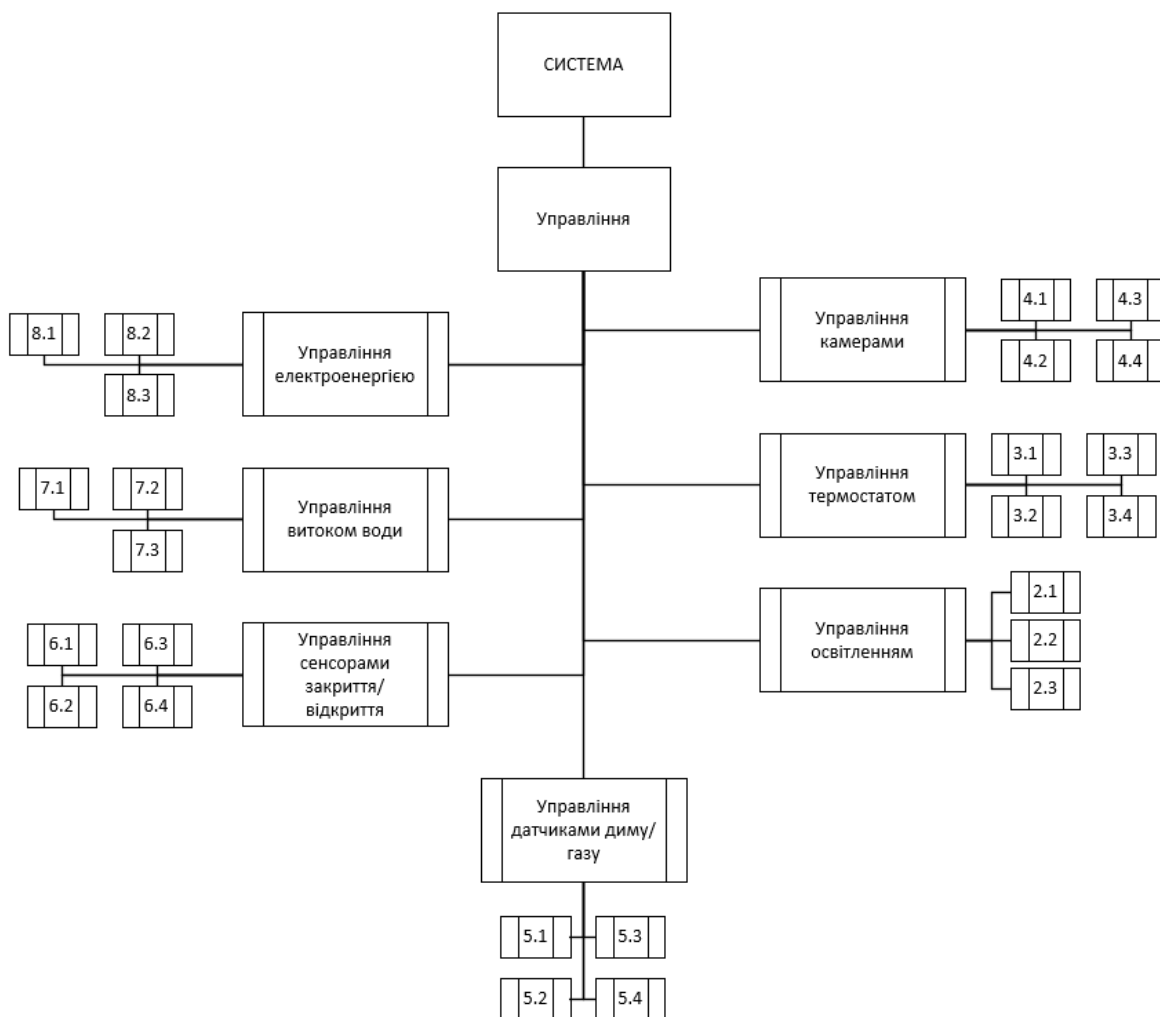 СИСТЕМА
Управління
Управління
камерами
4.1
4.3
4.2
4.4
8.1
8.2
8.3
Управління
електроенергією
Управління
термостатом
3.1
3.3
3.2
3.4
7.1
7.2
7.3
Управління
витоком води
Управління
освітленням
2.1
2.2
2.3
6.1
6.3
6.2
6.4
Управління
сенсорами
закриття/
відкриття
Управління
датчиками диму/
газу
5.1
5.3
5.2
5.4